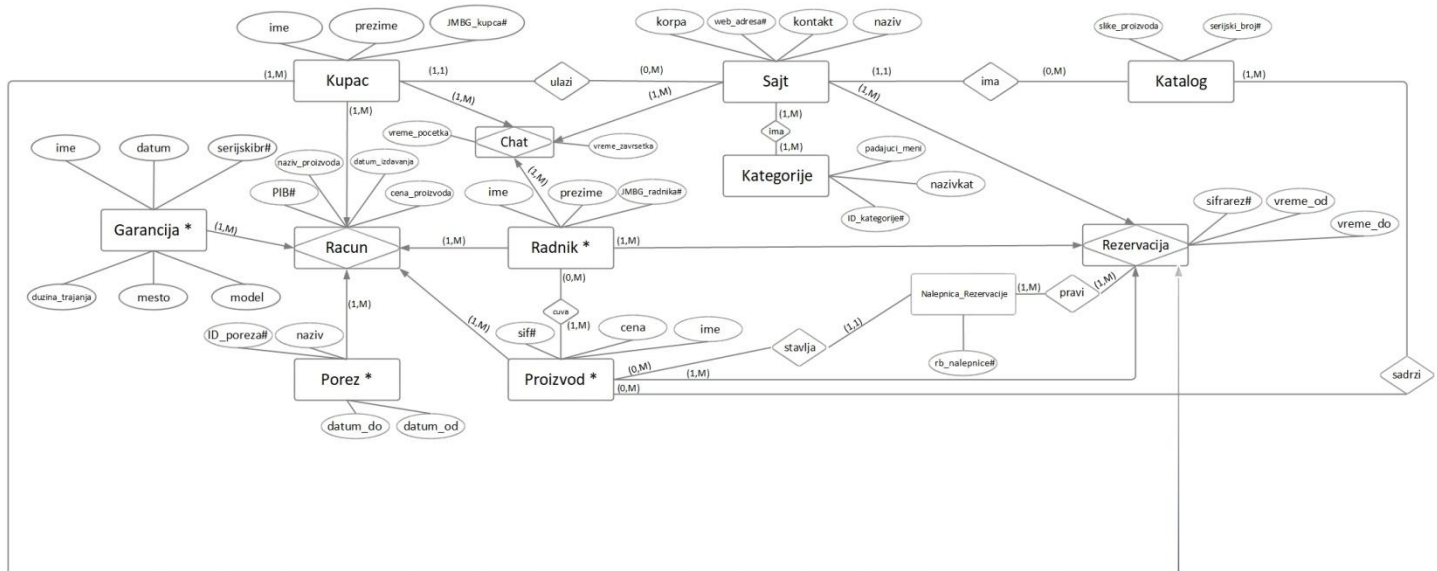 ime
prezime
JMBG_kupca#
korpa
web_adresa#
kontakt
naziv
slike_proizvoda
serijski_broj#
(1,M)
Kupac
(1,1)
ulazi
(0,M)
Sajt
(1,1)
ima
(0,M)
Katalog
(1,M)
(1,M)
(1,M)
(1,M)
(1,M)
(1,M)
ima
(1,M)
vreme_pocetka
Chat
vreme_zavrsetka
ime
datum
serijskibr#
naziv_proizvoda
datum_izdavanja
(1,M)
padajuci_meni
Kategorije
nazivkat
PIB#
cena_proizvoda
ime
prezime
JMBG_radnika#
ID_kategorije#
sifrarez#
vreme_od
vreme_do
Garancija *
(1,M)
Racun
(1,M)
Radnik *
(1,M)
Rezervacija
(0,M)
duzina_trajanja
mesto
model
(1,M)
cuva
(1,M)
Nalepnica_Rezervacije
(1,M)
pravi
(1,M)
ID_poreza#
naziv
(1,M)
sif#
cena
ime
(1,1)
stavlja
rb_nalepnice#
Porez *
Proizvod *
(0,M)
(1,M)
(0,M)
sadrzi
datum_do
datum_od